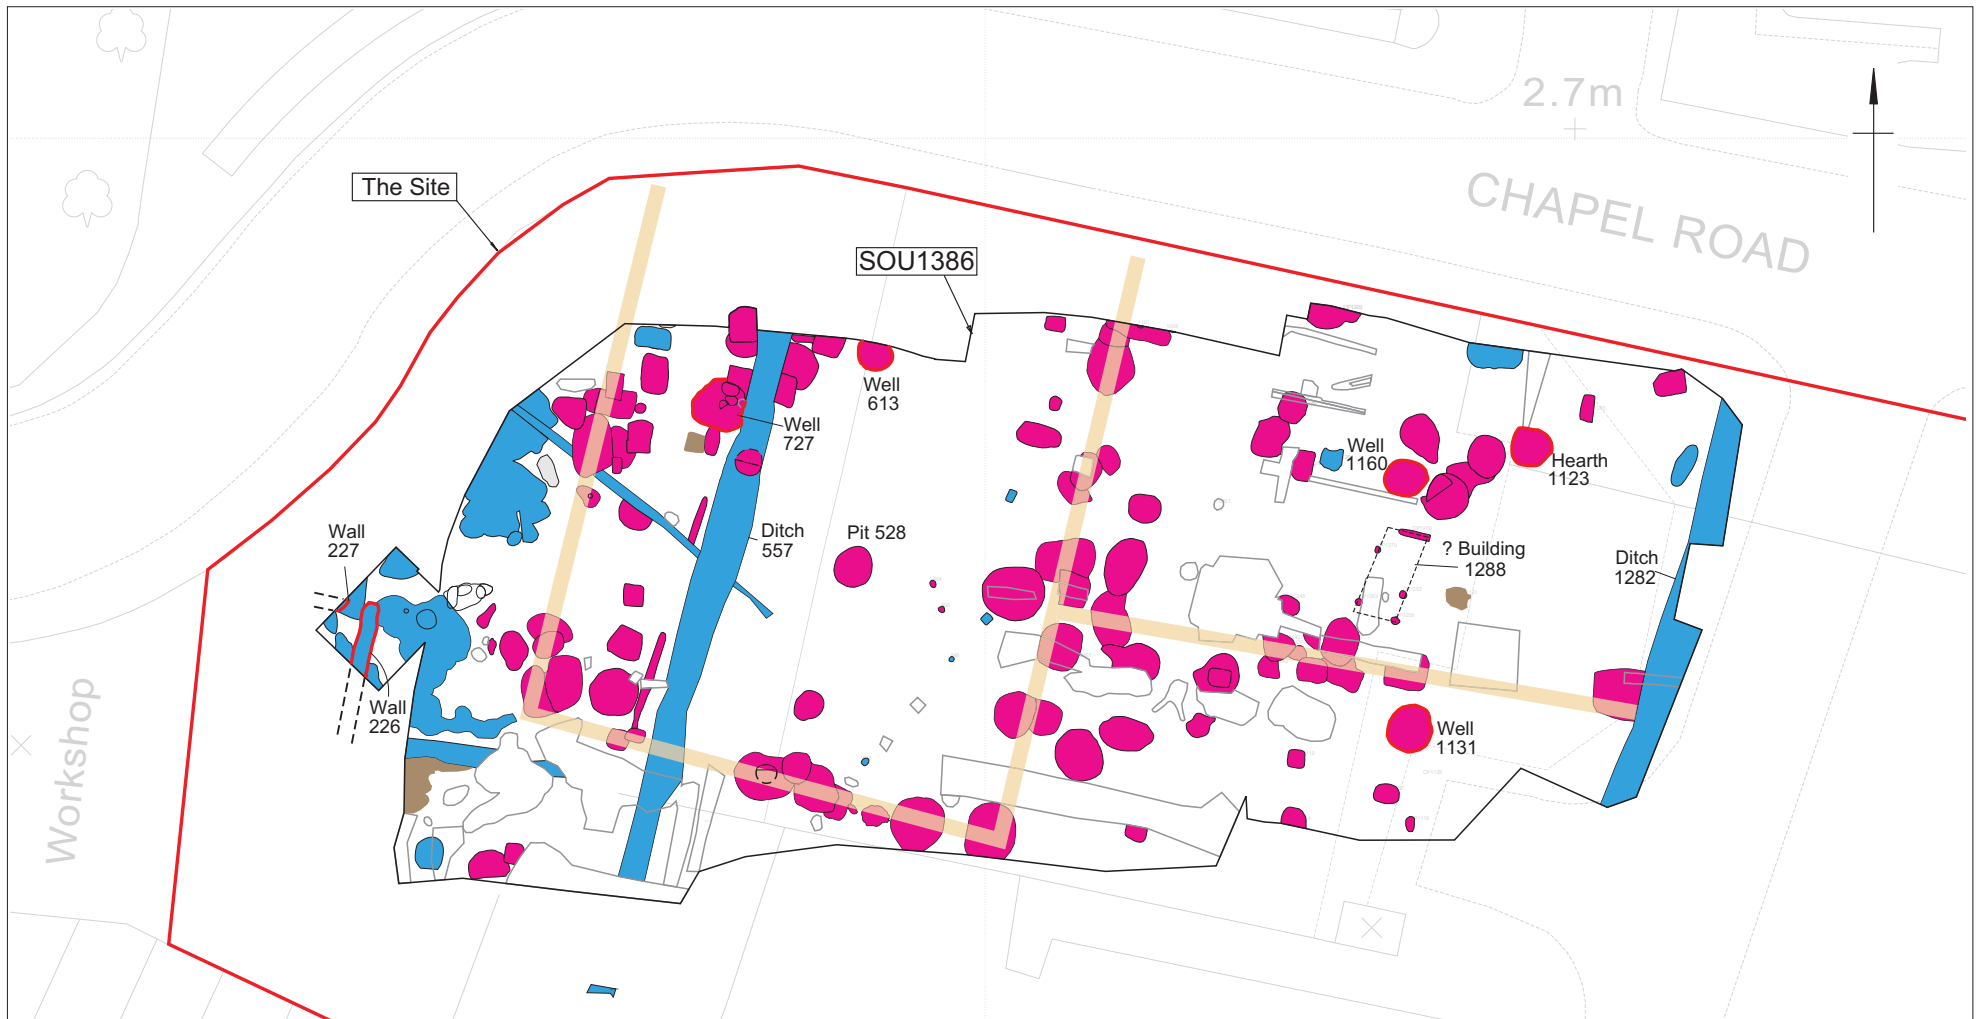 2.7m
CHAPEL ROAD
The Site
SOU1386
Well
613
Well
727
Well
1160
Hearth
1123
Wall
227
Ditch
557
Pit 528
? Building
1288
Ditch
1282
Wall
226
Well
1131
Workshop